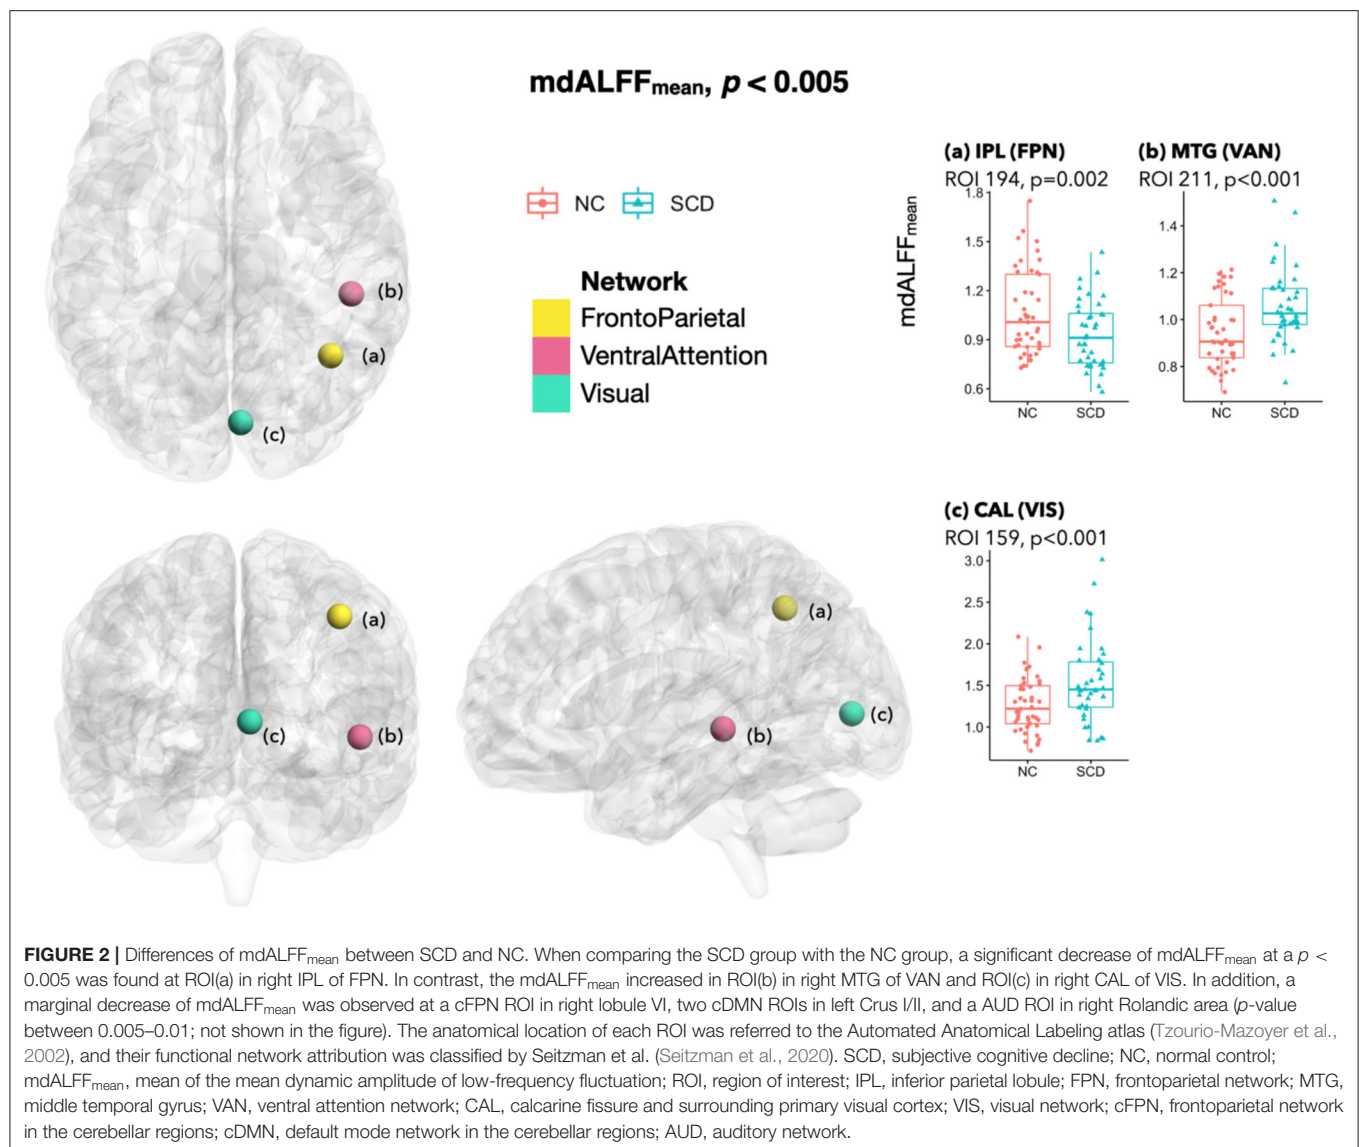 mdALFFmean, p < 0.005
NC SCD
Network
FrontoParietal
VentralAttention
Visual
(b)
(a)
(c)
(a) IPL (FPN)
ROI 194, p=0.002
mdALFFmean
1.8
1.5
1.2
0.9
0.6
NC SCD
(b) MTG (VAN)
ROI 211, p<0.001
1.4
1.2
1.0
0.8
NC SCD
(a)
(c)
(b)
(a)
(b)
(c)
(c) CAL (VIS)
ROI 159, p<0.001
3.0
2.5
2.0
1.5
1.0
NC SCD
FIGURE 2 | Differences of mdALFFmean between SCD and NC. When comparing the SCD group with the NC group, a significant decrease of mdALFFmean at a p <
0.005 was found at ROI(a) in right IPL of FPN. In contrast, the mdALFFmean increased in ROI(b) in right MTG of VAN and ROI(c) in right CAL of VIS. In addition, a
marginal decrease of mdALFFmean was observed at a cFPN ROI in right lobule VI, two cDMN ROIs in left Crus I/II, and a AUD ROI in right Rolandic area (p-value
between 0.005–0.01; not shown in the figure). The anatomical location of each ROI was referred to the Automated Anatomical Labeling atlas (Tzourio-Mazoyer et al.,
2002), and their functional network attribution was classified by Seitzman et al. (Seitzman et al., 2020). SCD, subjective cognitive decline; NC, normal control;
mdALFFmean, mean of the mean dynamic amplitude of low-frequency fluctuation; ROI, region of interest; IPL, inferior parietal lobule; FPN, frontoparietal network; MTG,
middle temporal gyrus; VAN, ventral attention network; CAL, calcarine fissure and surrounding primary visual cortex; VIS, visual network; cFPN, frontoparietal network
in the cerebellar regions; cDMN, default mode network in the cerebellar regions; AUD, auditory network.